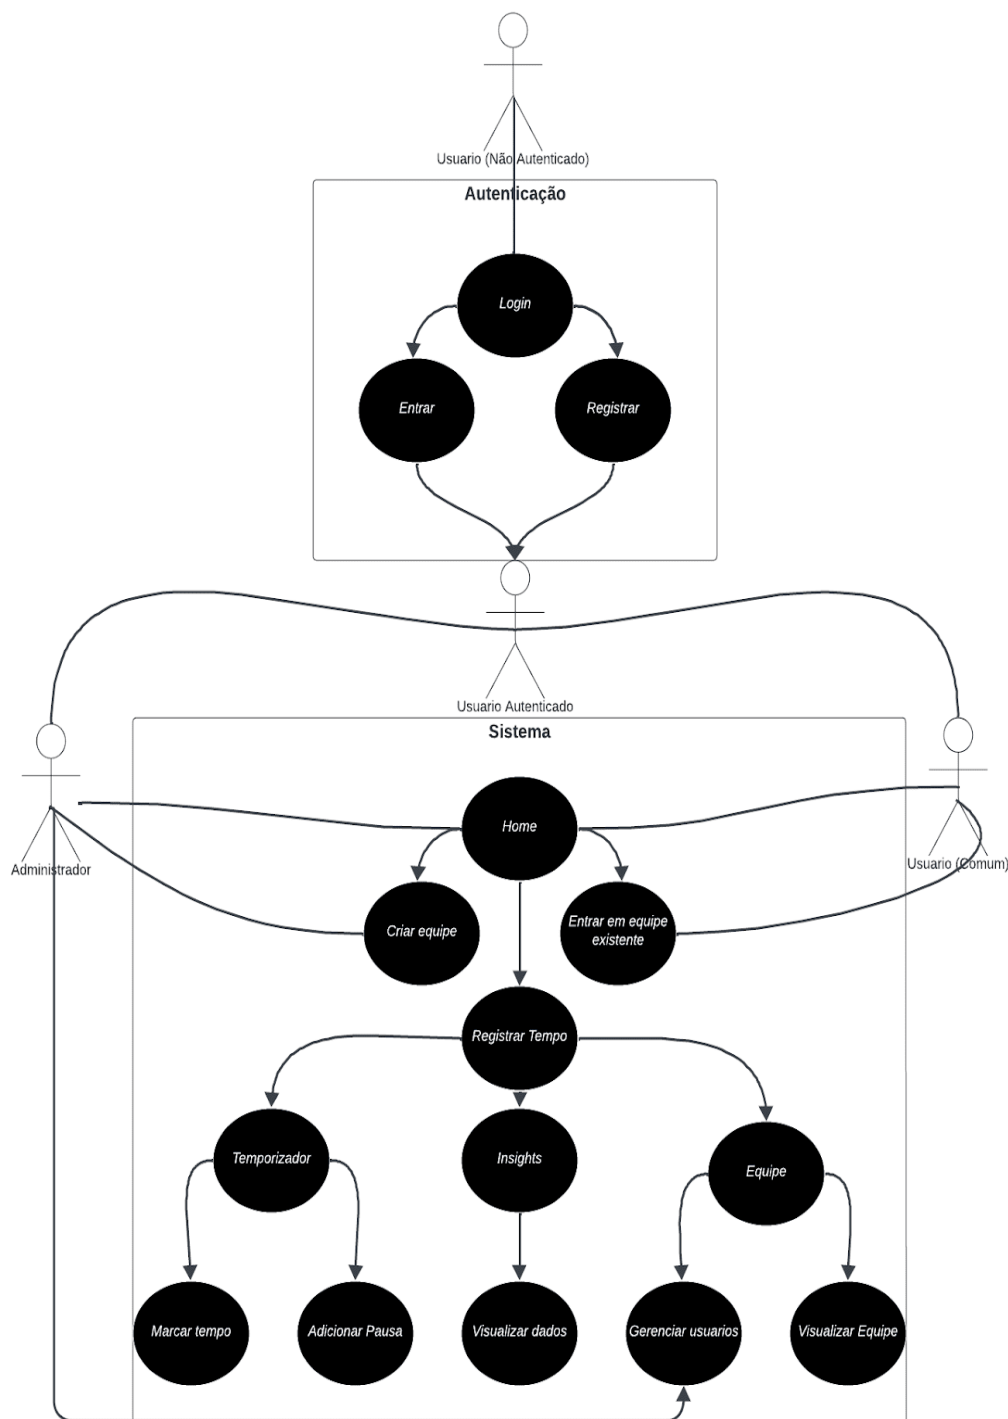 Usuario (Não Autenticado)
Autenticação
Login
Entrar
Registrar
Usuario Autenticado
Sistema
Home
Administrador
Usuario (Comum)
Criar equipe
Entrar em equipe
existente
Registrar Tempo
Temporizador
Insights
Equipe
Marcar tempo
Adicionar Pausa
Visualizar dados
Gerenciar usuarios
Visualizar Equipe